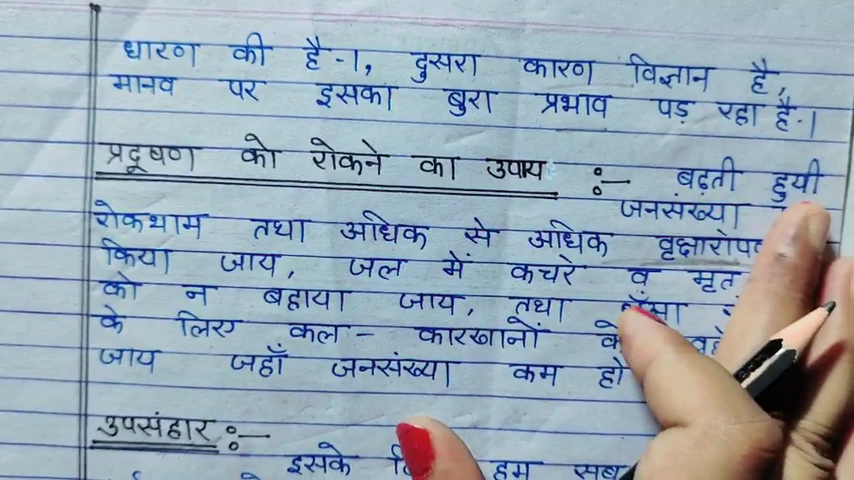 धारण की है-।, दुसरा कारण विज्ञान है,
मानव पर इसका बुरा प्रभाव पड़ रहा है-।
प्रदूषण को रोकने का उपाय :- बढ़ती हुयी
जनसंख्या
रोकथाम तथा अधिक से अधिक
किया जाय, जल में कचरे व मृत
को न बहाया जाय, तथा
के लिए कल - कारखानों
जाय जहाँ जनसंख्या कम हो
उपसंहार :-
इसके हम सब